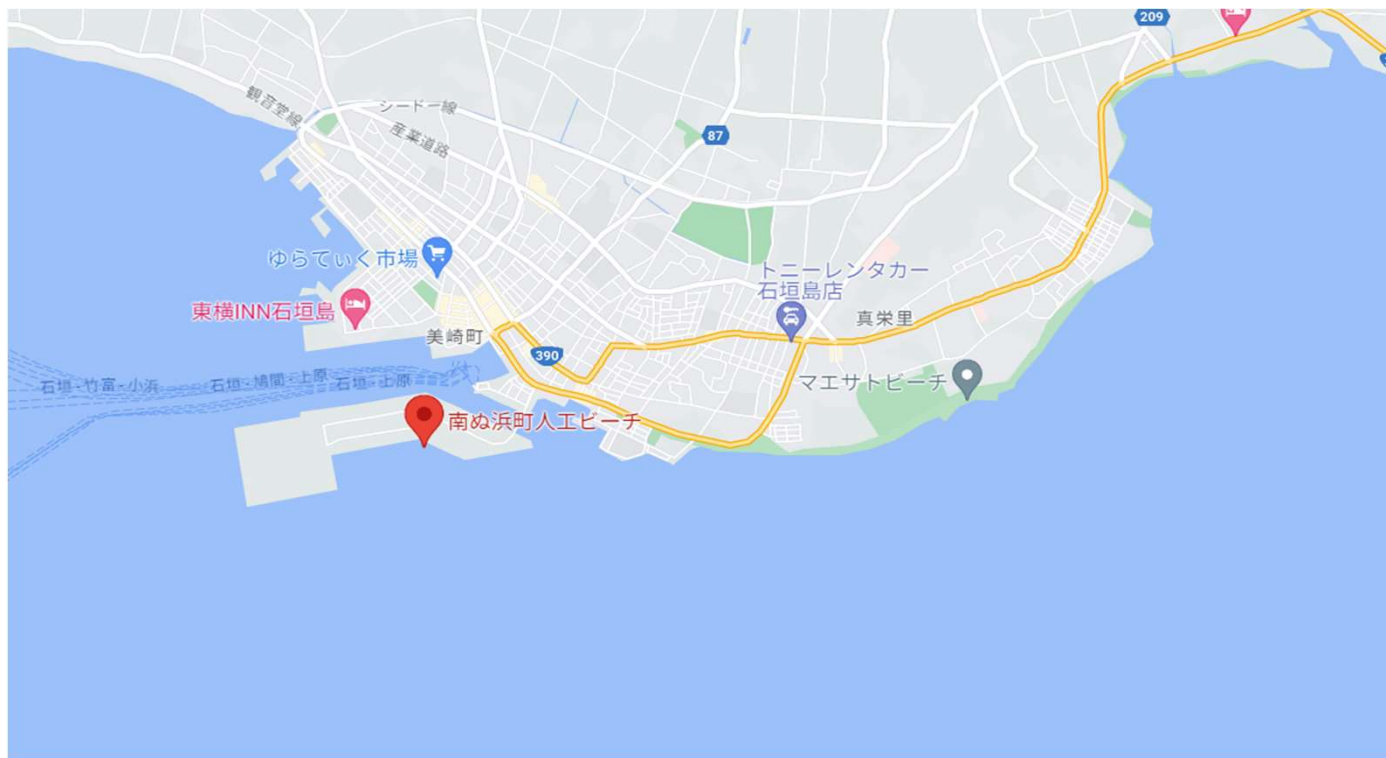 209
観音堂線
シードー線
産業道路
87
ゆらてぃく市場
トニーレンタカー
石垣島店
東横INN石垣島
真栄里
美崎町
390
石垣-竹富-小浜
石垣-鳩間-上原
石垣-上原
マエサトビーチ
南ぬ浜町人工ビーチ